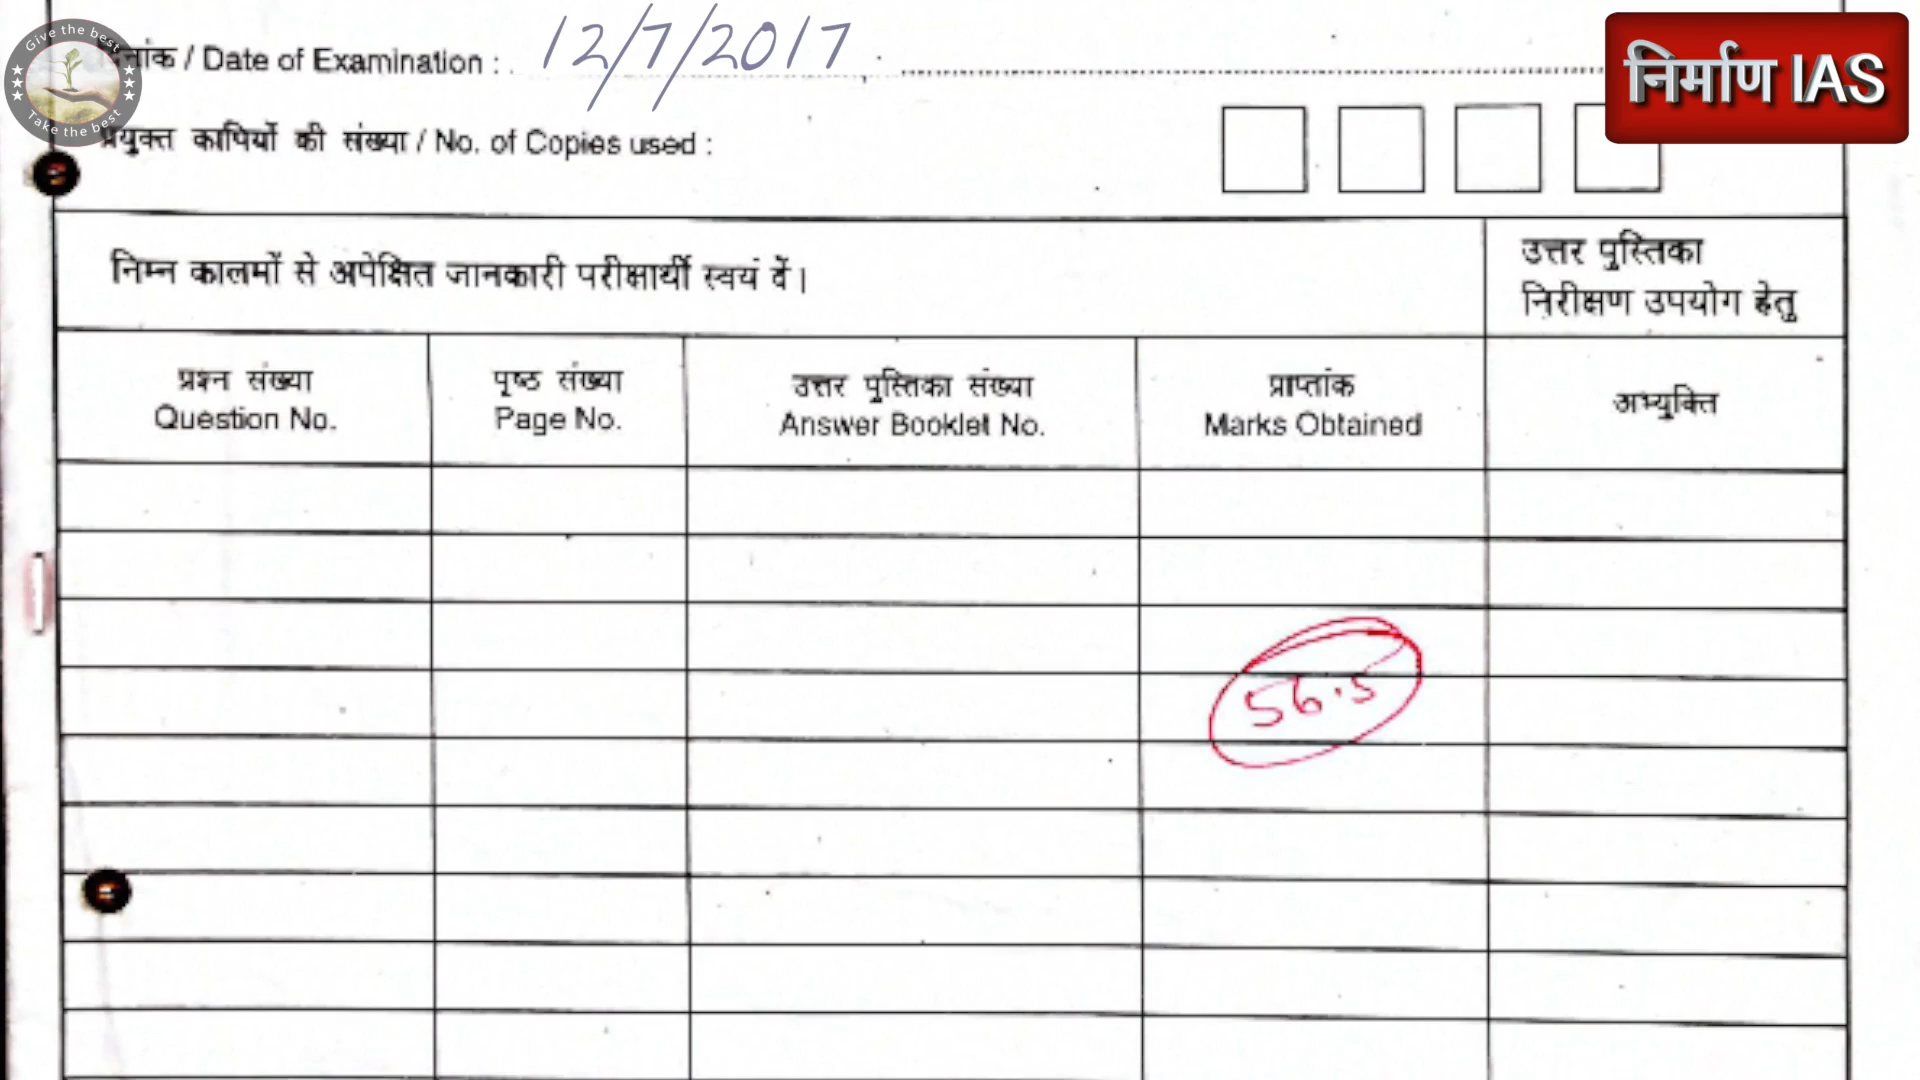 Give the best
Take the best
दिनांक / Date of Examination : 12/7/2017
निर्माण IAS
प्रयुक्त कापियों की संख्या / No. of Copies used :
निम्न कालमों से अपेक्षित जानकारी परीक्षार्थी स्वयं दें।
उत्तर पुस्तिका
निरीक्षण उपयोग हेतु
प्रश्न संख्या
Question No.
पृष्ठ संख्या
Page No.
उत्तर पुस्तिका संख्या
Answer Booklet No.
प्राप्तांक
Marks Obtained
अभ्युक्ति
56.5